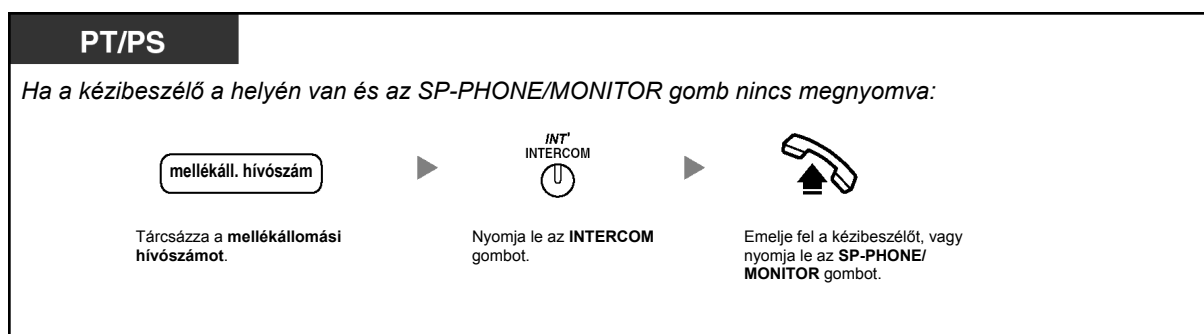 PT/PS
Ha a kézibeszélő a helyén van és az SP-PHONE/MONITOR gomb nincs megnyomva:
mellékáll. hívószám
INT'
INTERCOM
Tárcsázza a mellékállomási
hívószámot.
Nyomja le az INTERCOM
gombot.
Emelje fel a kézibeszélőt, vagy
nyomja le az SP-PHONE/
MONITOR gombot.